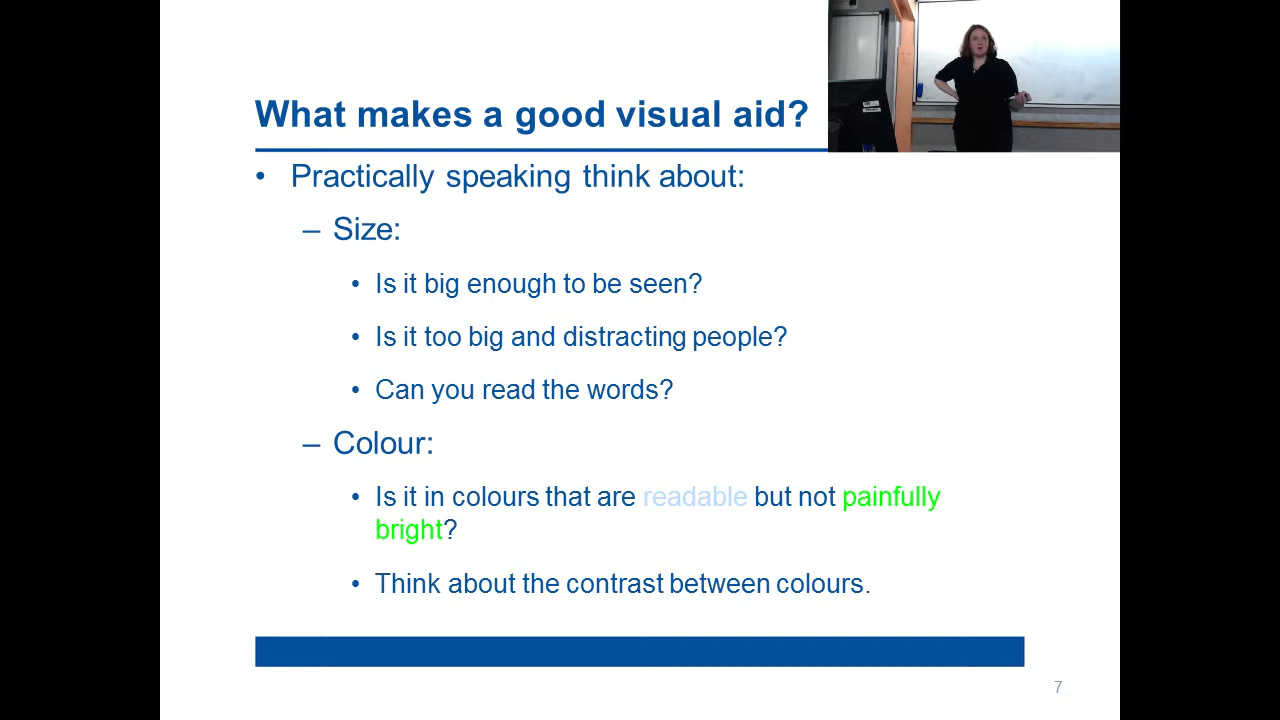 What makes a good visual aid?
• Practically speaking think about:
– Size:
• Is it big enough to be seen?
• Is it too big and distracting people?
• Can you read the words?
– Colour:
• Is it in colours that are readable but not painfully
bright?
• Think about the contrast between colours.
7